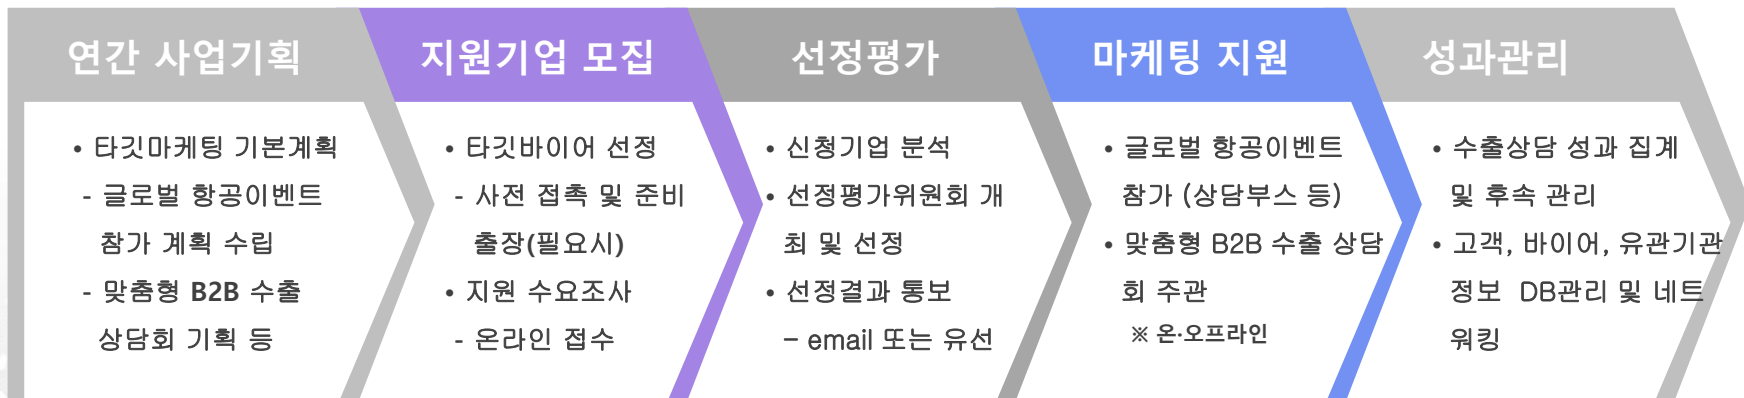 연간 사업기획
• 타깃마케팅 기본계획
- 글로벌 항공이벤트
참가 계획 수립
- 맞춤형 B2B 수출
상담회 기획 등
지원기업 모집
• 타깃바이어 선정
- 사전 접촉 및 준비
출장(필요시)
• 지원 수요조사
- 온라인 접수
선정평가
• 신청기업 분석
• 선정평가위원회 개
최 및 선정
• 선정결과 통보
– email 또는 유선
마케팅 지원
• 글로벌 항공이벤트
참가 (상담부스 등)
• 맞춤형 B2B 수출 상담
회 주관
※ 온·오프라인
성과관리
• 수출상담 성과 집계
및 후속 관리
• 고객, 바이어, 유관기관
정보 DB관리 및 네트
워킹